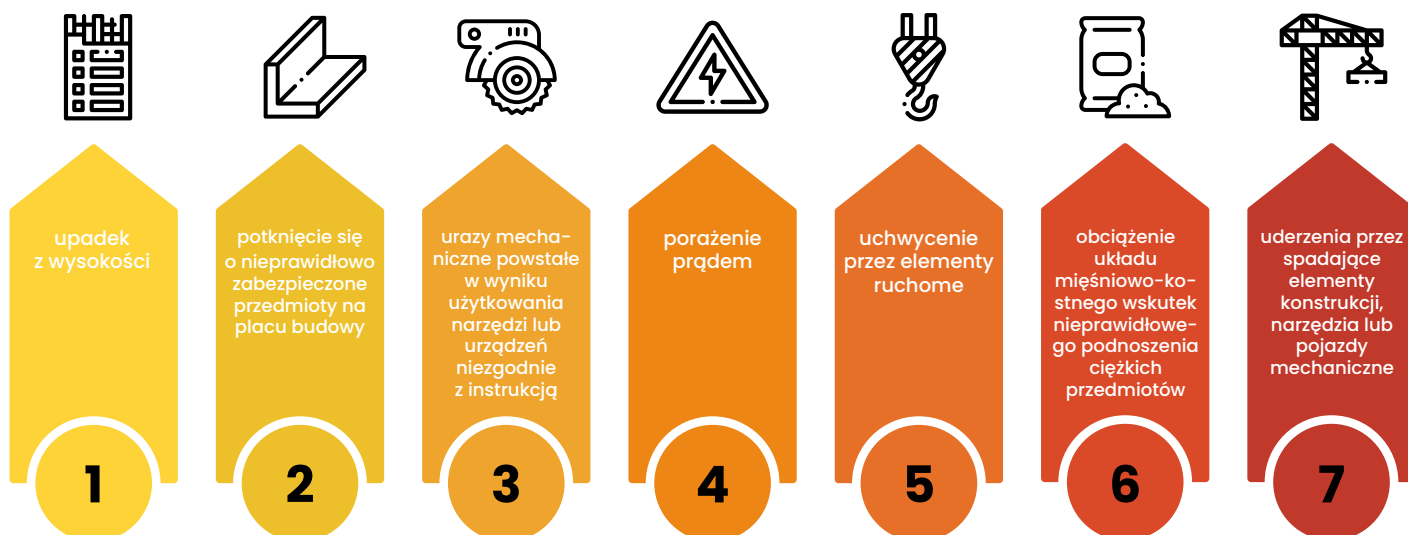 upadek
z wysokości
1
potknięcie się
o nieprawidłowo
zabezpieczone
przedmioty na
placu budowy
2
urazy mecha-
niczne powstałe
w wyniku
użytkowania
narzędzi lub
urządzeń
niezgodnie
z instrukcją
3
porażenie
prądem
4
uchwycenie
przez elementy
ruchome
5
obciążenie
układu
mięśniowo-ko-
stnego wskutek
nieprawidłowe-
go podnoszenia
ciężkich
przedmiotów
6
uderzenia przez
spadające
elementy
konstrukcji,
narzędzia lub
pojazdy
mechaniczne
7